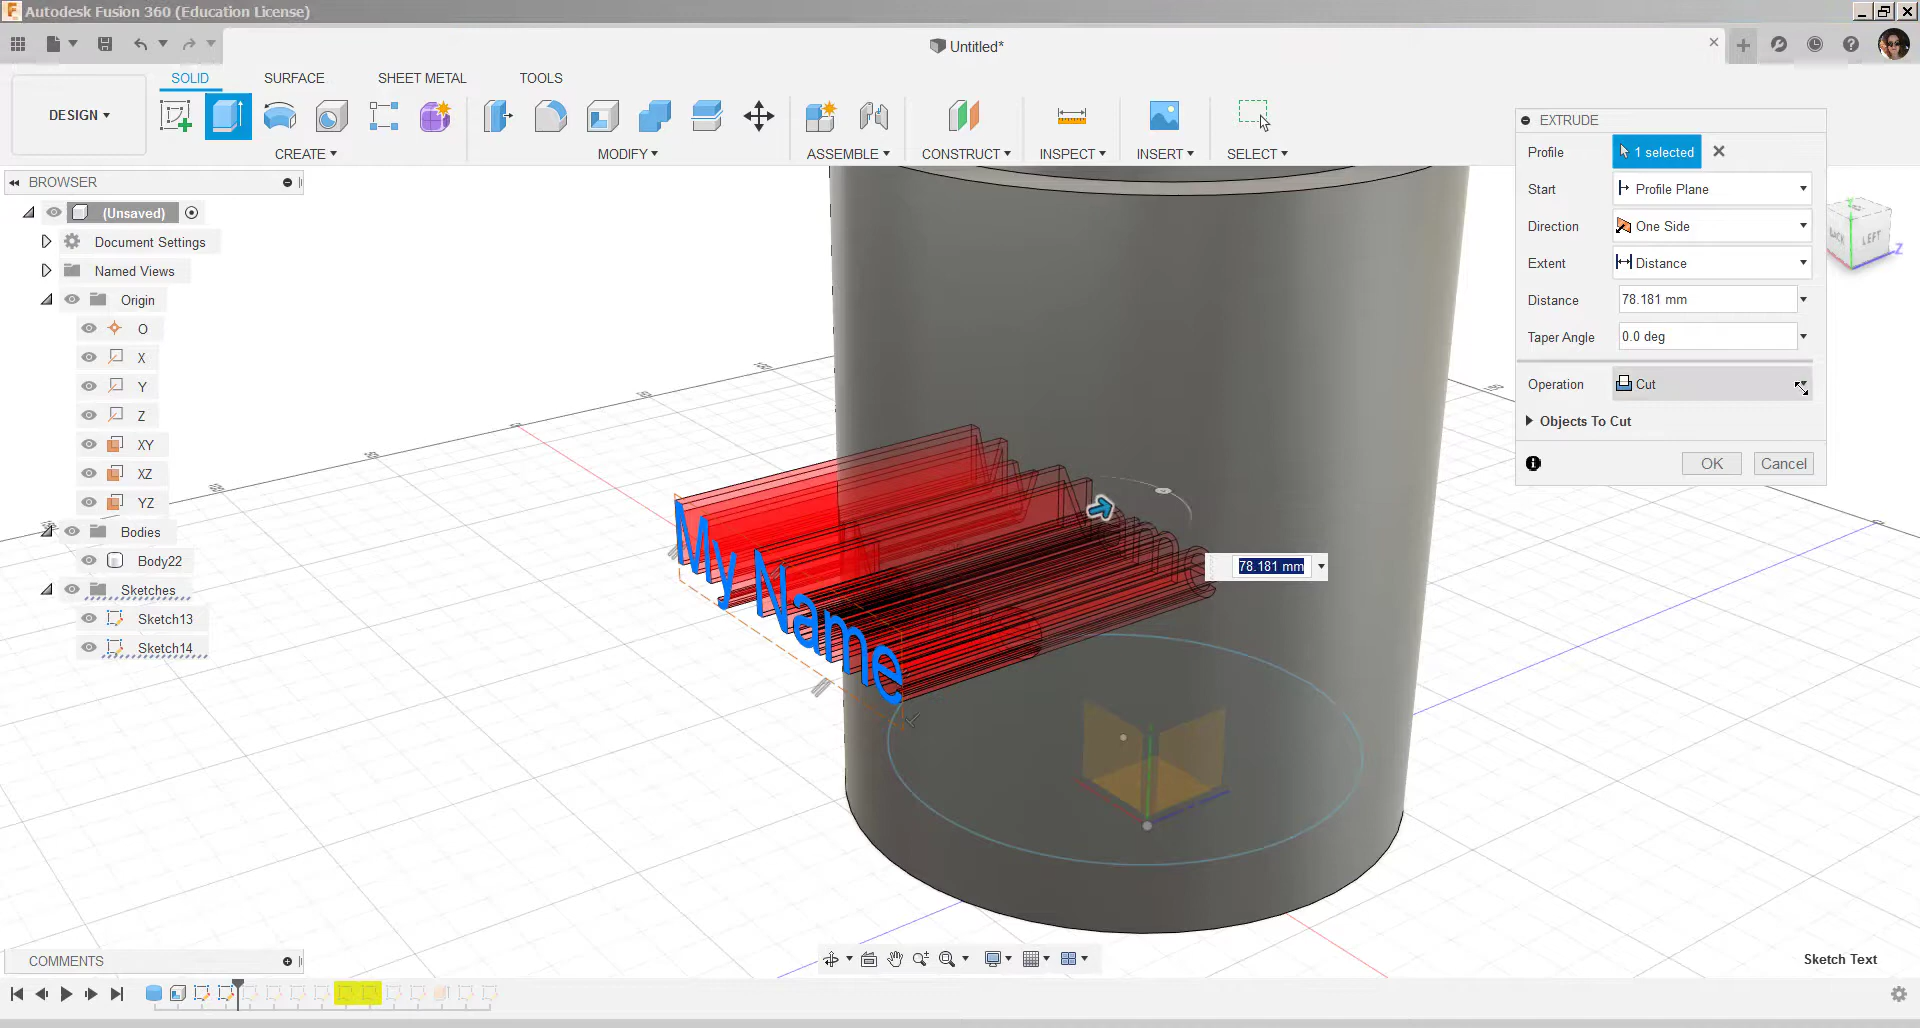 Autodesk Fusion 360 (Education License)
Untitled*
SOLID
SURFACE
SHEET METAL
TOOLS
DESIGN
CREATE
MODIFY
ASSEMBLE
CONSTRUCT
INSPECT
INSERT
SELECT
BROWSER
(Unsaved)
Document Settings
Named Views
Origin
O
X
Y
Z
XY
XZ
YZ
Bodies
Body22
Sketches
Sketch13
Sketch14
EXTRUDE
Profile
1 selected
Start
Profile Plane
Direction
One Side
Extent
Distance
Distance
78.181 mm
Taper Angle
0.0 deg
Operation
Cut
Objects To Cut
OK
Cancel
BACK
LEFT
Z
My Name
78.181 mm
COMMENTS
Sketch Text